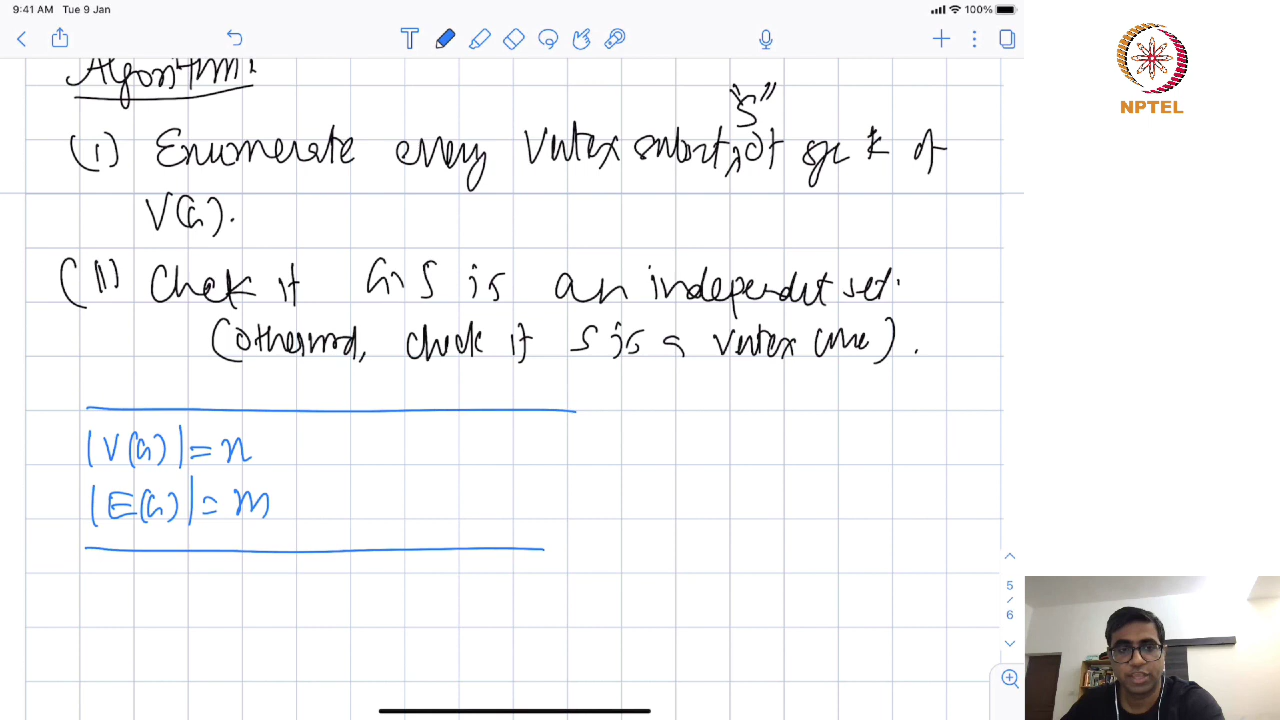 9:41 AM Tue 9 Jan
100%
NPTEL
Algorithm:
"S"
(i) Enumerate every vertex subset, of size k of
V(G).
(II) Check if G\S is an independent set.
(Otherword, check if S is a vertex cover).
|V(G)| = n
|E(G)| = m
5
6